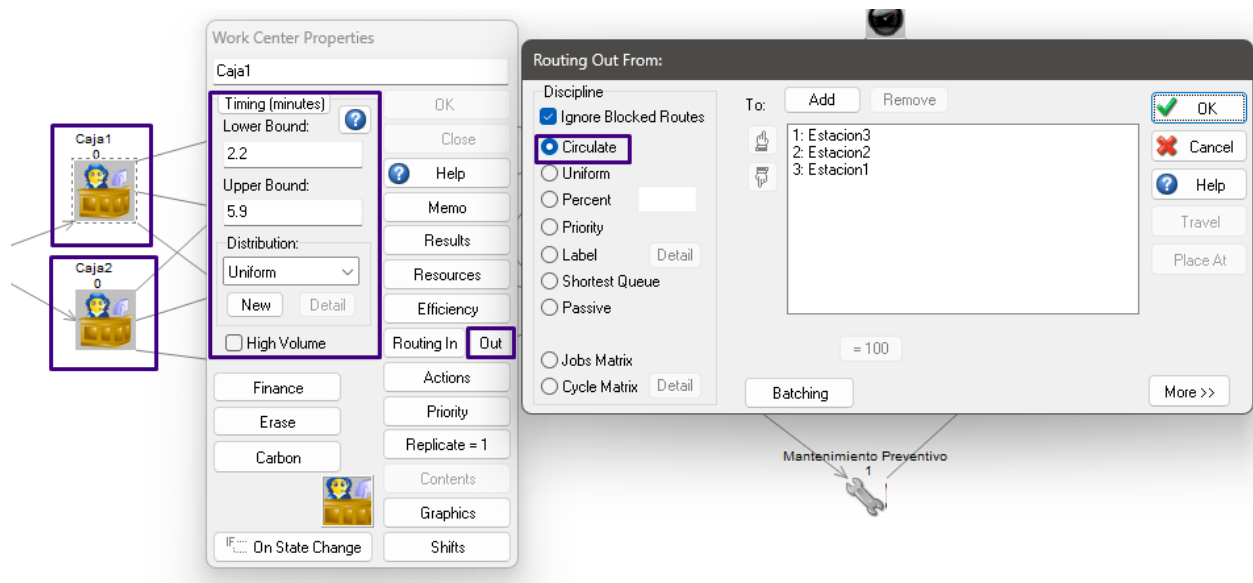 Caja1
0
Caja2
0
Work Center Properties
Caja1
Timing (minutes)
Lower Bound:
2.2
Upper Bound:
5.9
Distribution:
Uniform
New
Detail
High Volume
Finance
Erase
Carbon
IF
On State Change
OK
Close
Help
Memo
Results
Resources
Efficiency
Routing In
Out
Actions
Priority
Replicate = 1
Contents
Graphics
Shifts
Routing Out From:
Discipline
Ignore Blocked Routes
Circulate
Uniform
Percent
Priority
Label
Detail
Shortest Queue
Passive
Jobs Matrix
Cycle Matrix
Detail
To:
Add
Remove
1: Estacion3
2: Estacion2
3: Estacion1
= 100
Batching
OK
Cancel
Help
Travel
Place At
More >>
Mantenimiento Preventivo
1